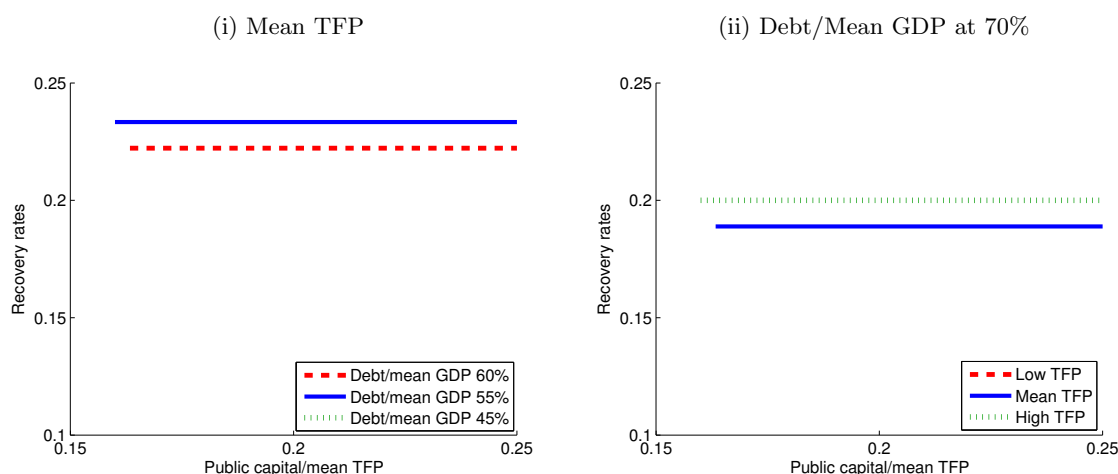 (i) Mean TFP
0.25
0.2
0.15
0.1
Recovery rates
0.15
0.2
0.25
Public capital/mean TFP
Debt/mean GDP 60%
Debt/mean GDP 55%
Debt/mean GDP 45%
(ii) Debt/Mean GDP at 70%
0.25
0.2
0.15
0.1
Recovery rates
0.15
0.2
0.25
Public capital/mean TFP
Low TFP
Mean TFP
High TFP